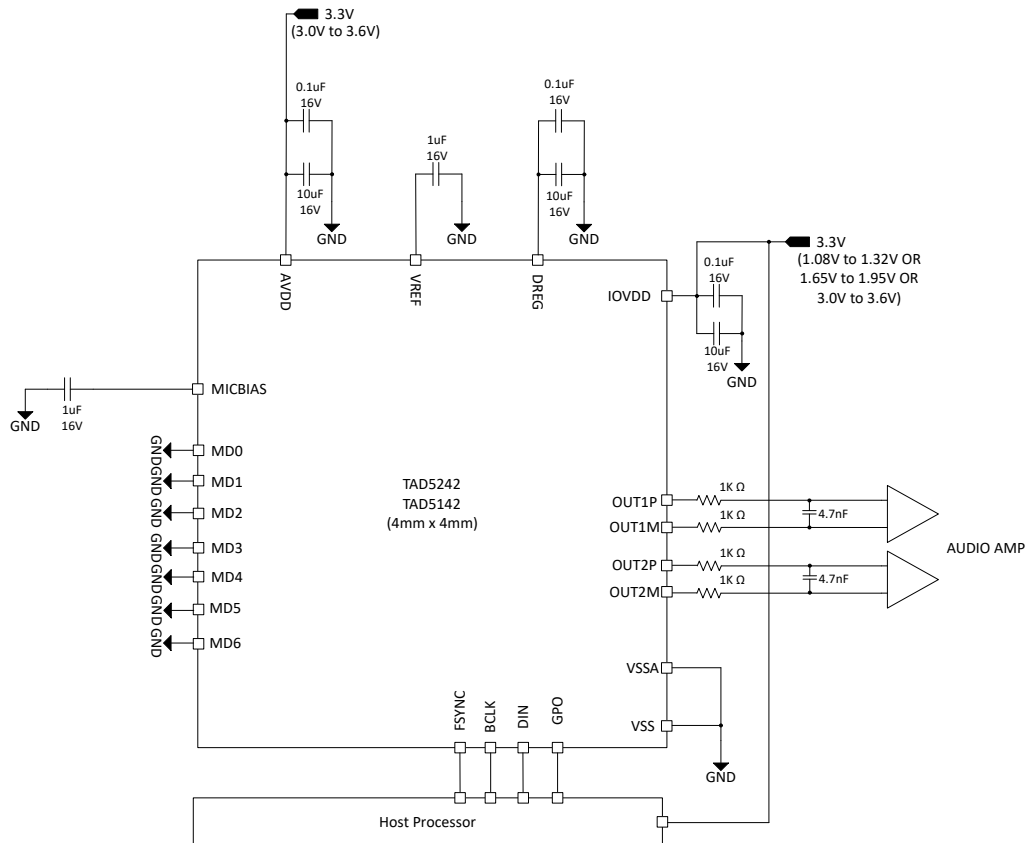 3.3V
(3.0V to 3.6V)
0.1uF
16V
10uF
16V
GND
1uF
16V
GND
0.1uF
16V
10uF
16V
GND
3.3V
(1.08V to 1.32V OR
1.65V to 1.95V OR
3.0V to 3.6V)
0.1uF
16V
10uF
16V
GND
AVDD
VREF
DREG
IOVDD
GND
1uF
16V
MICBIAS
GND
MD0
GND
MD1
GND
MD2
GND
MD3
GND
MD4
GND
MD5
GND
MD6
TAD5242
TAD5142
(4mm x 4mm)
OUT1P
1K Ω
OUT1M
1K Ω
4.7nF
OUT2P
1K Ω
OUT2M
1K Ω
4.7nF
AUDIO AMP
VSSA
VSS
GND
FSYNC
BCLK
DIN
GPO
Host Processor